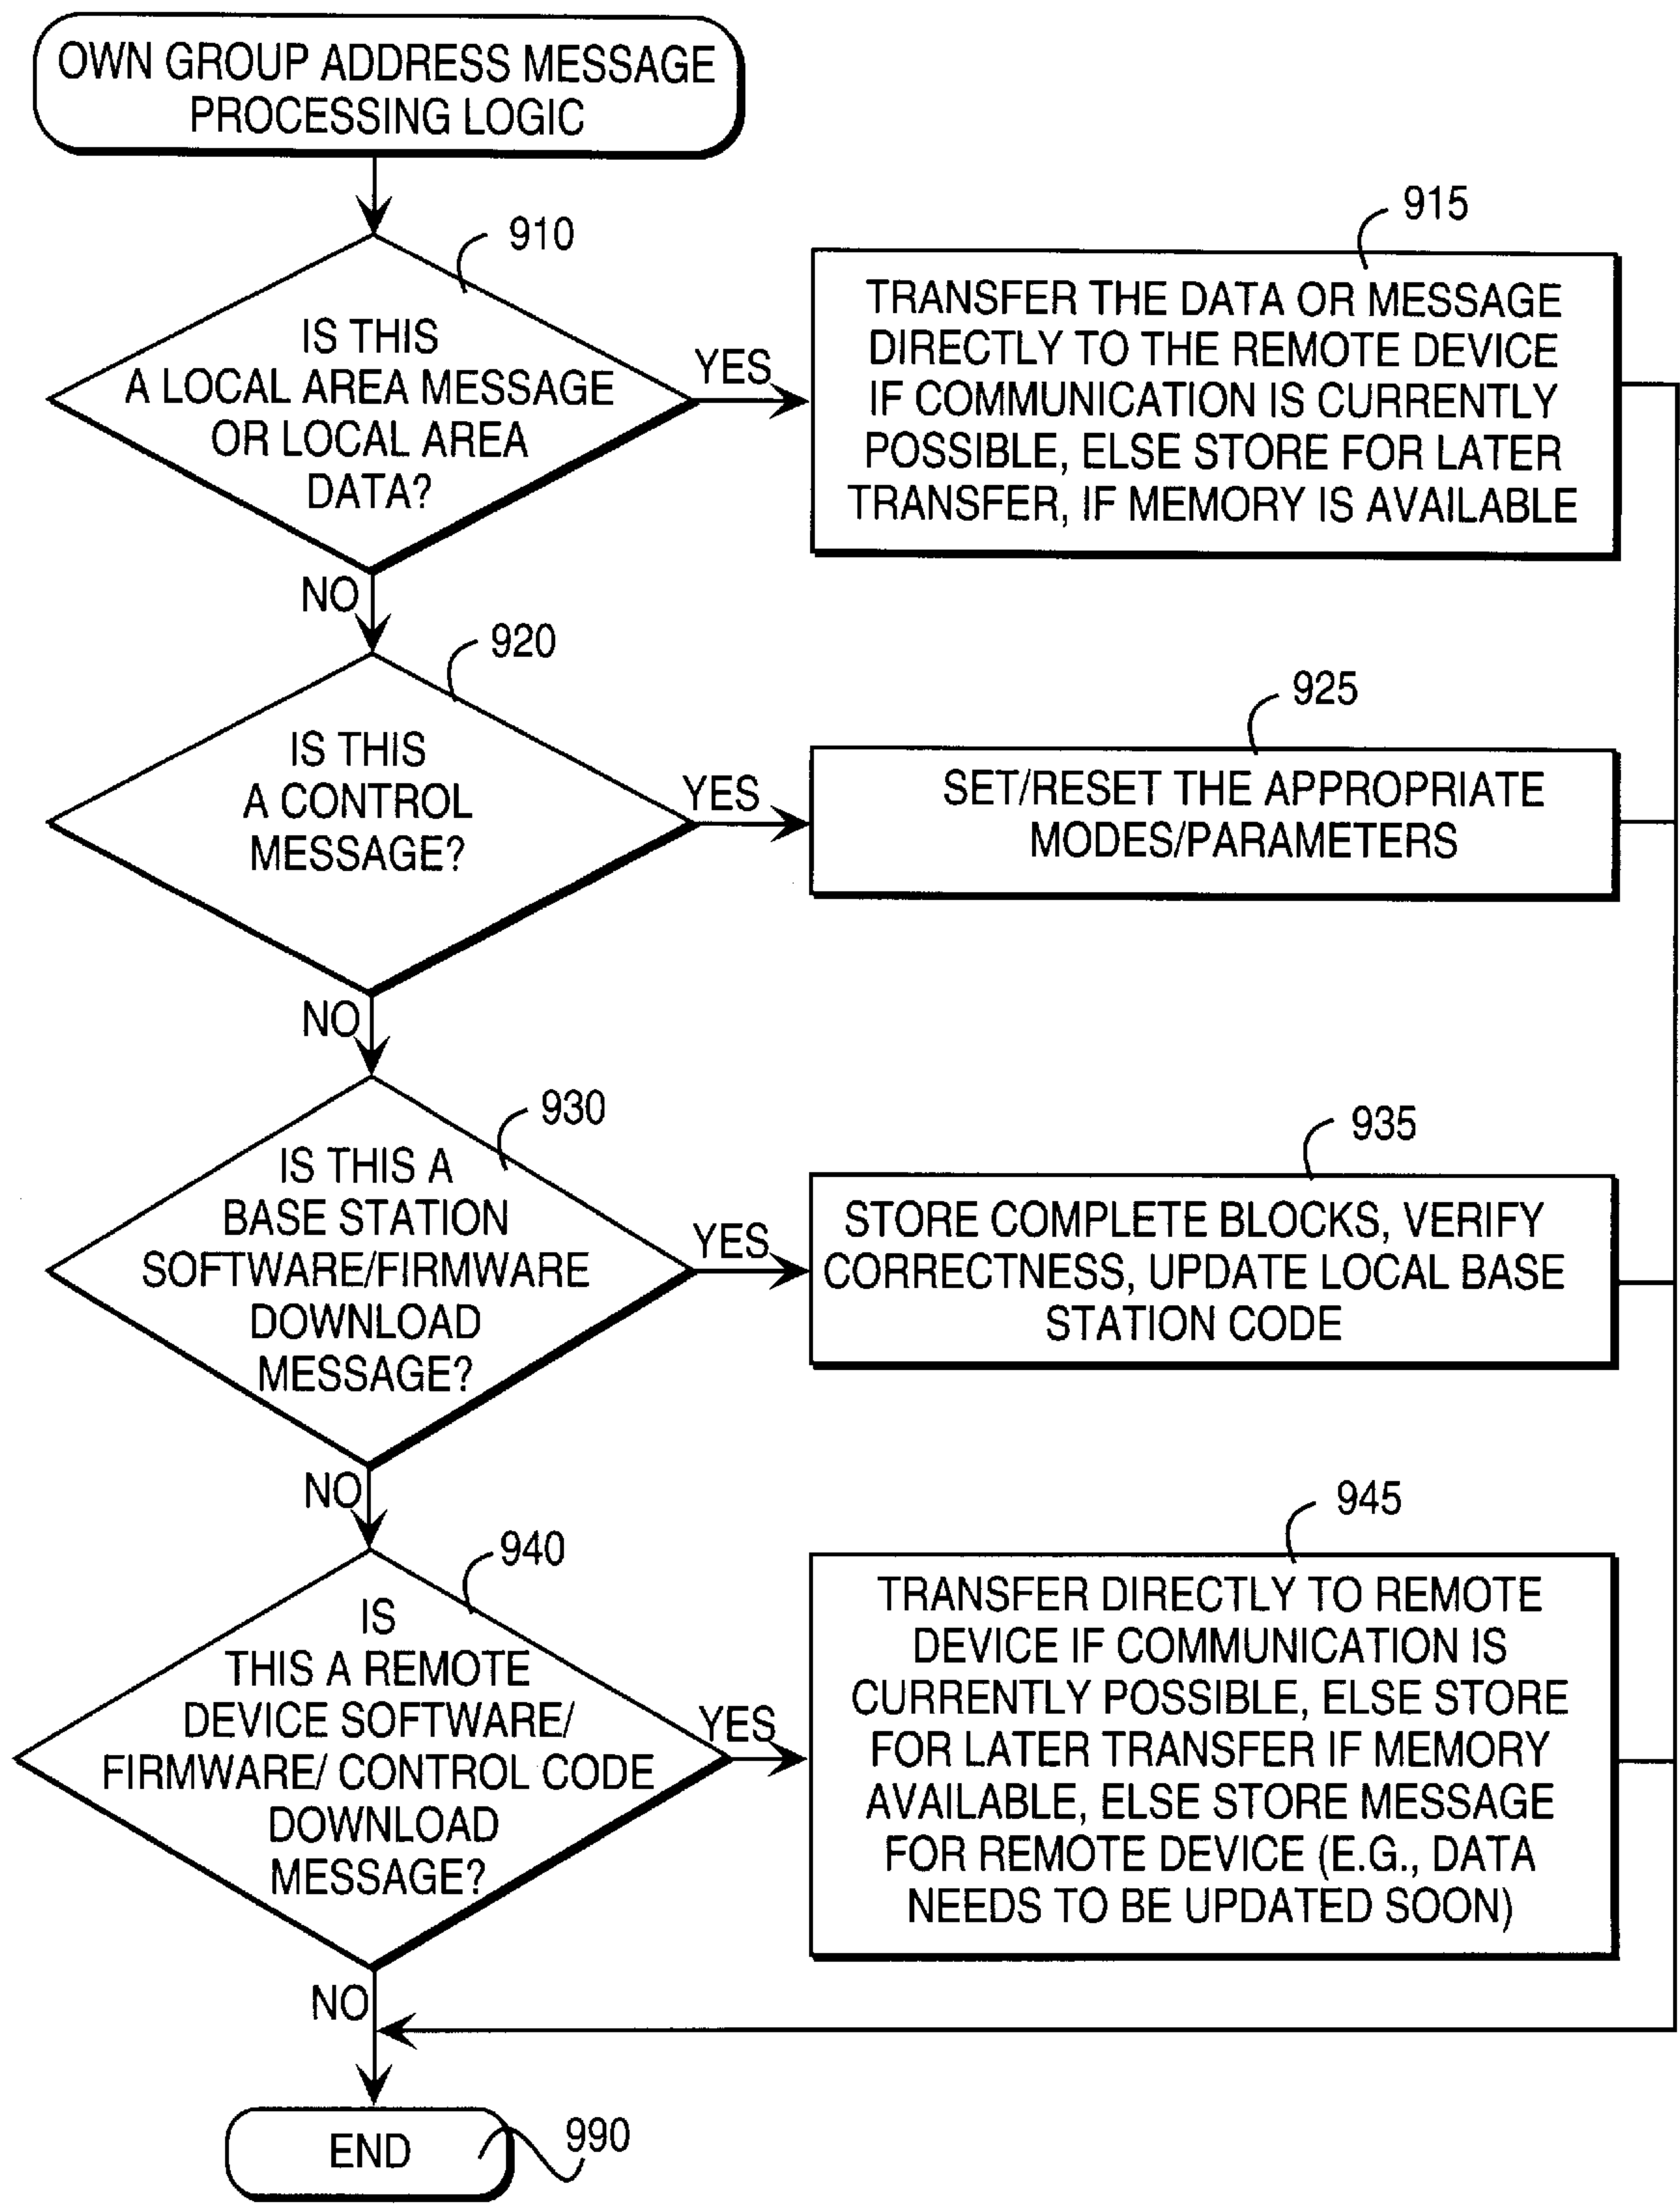 OWN GROUP ADDRESS MESSAGE
PROCESSING LOGIC
910
IS THIS
A LOCAL AREA MESSAGE
OR LOCAL AREA
DATA?
YES
915
TRANSFER THE DATA OR MESSAGE
DIRECTLY TO THE REMOTE DEVICE
IF COMMUNICATION IS CURRENTLY
POSSIBLE, ELSE STORE FOR LATER
TRANSFER, IF MEMORY IS AVAILABLE
NO
920
IS THIS
A CONTROL
MESSAGE?
YES
925
SET/RESET THE APPROPRIATE
MODES/PARAMETERS
NO
930
IS THIS A
BASE STATION
SOFTWARE/FIRMWARE
DOWNLOAD
MESSAGE?
YES
935
STORE COMPLETE BLOCKS, VERIFY
CORRECTNESS, UPDATE LOCAL BASE
STATION CODE
NO
940
IS
THIS A REMOTE
DEVICE SOFTWARE/
FIRMWARE/ CONTROL CODE
DOWNLOAD
MESSAGE?
YES
945
TRANSFER DIRECTLY TO REMOTE
DEVICE IF COMMUNICATION IS
CURRENTLY POSSIBLE, ELSE STORE
FOR LATER TRANSFER IF MEMORY
AVAILABLE, ELSE STORE MESSAGE
FOR REMOTE DEVICE (E.G., DATA
NEEDS TO BE UPDATED SOON)
NO
END
990